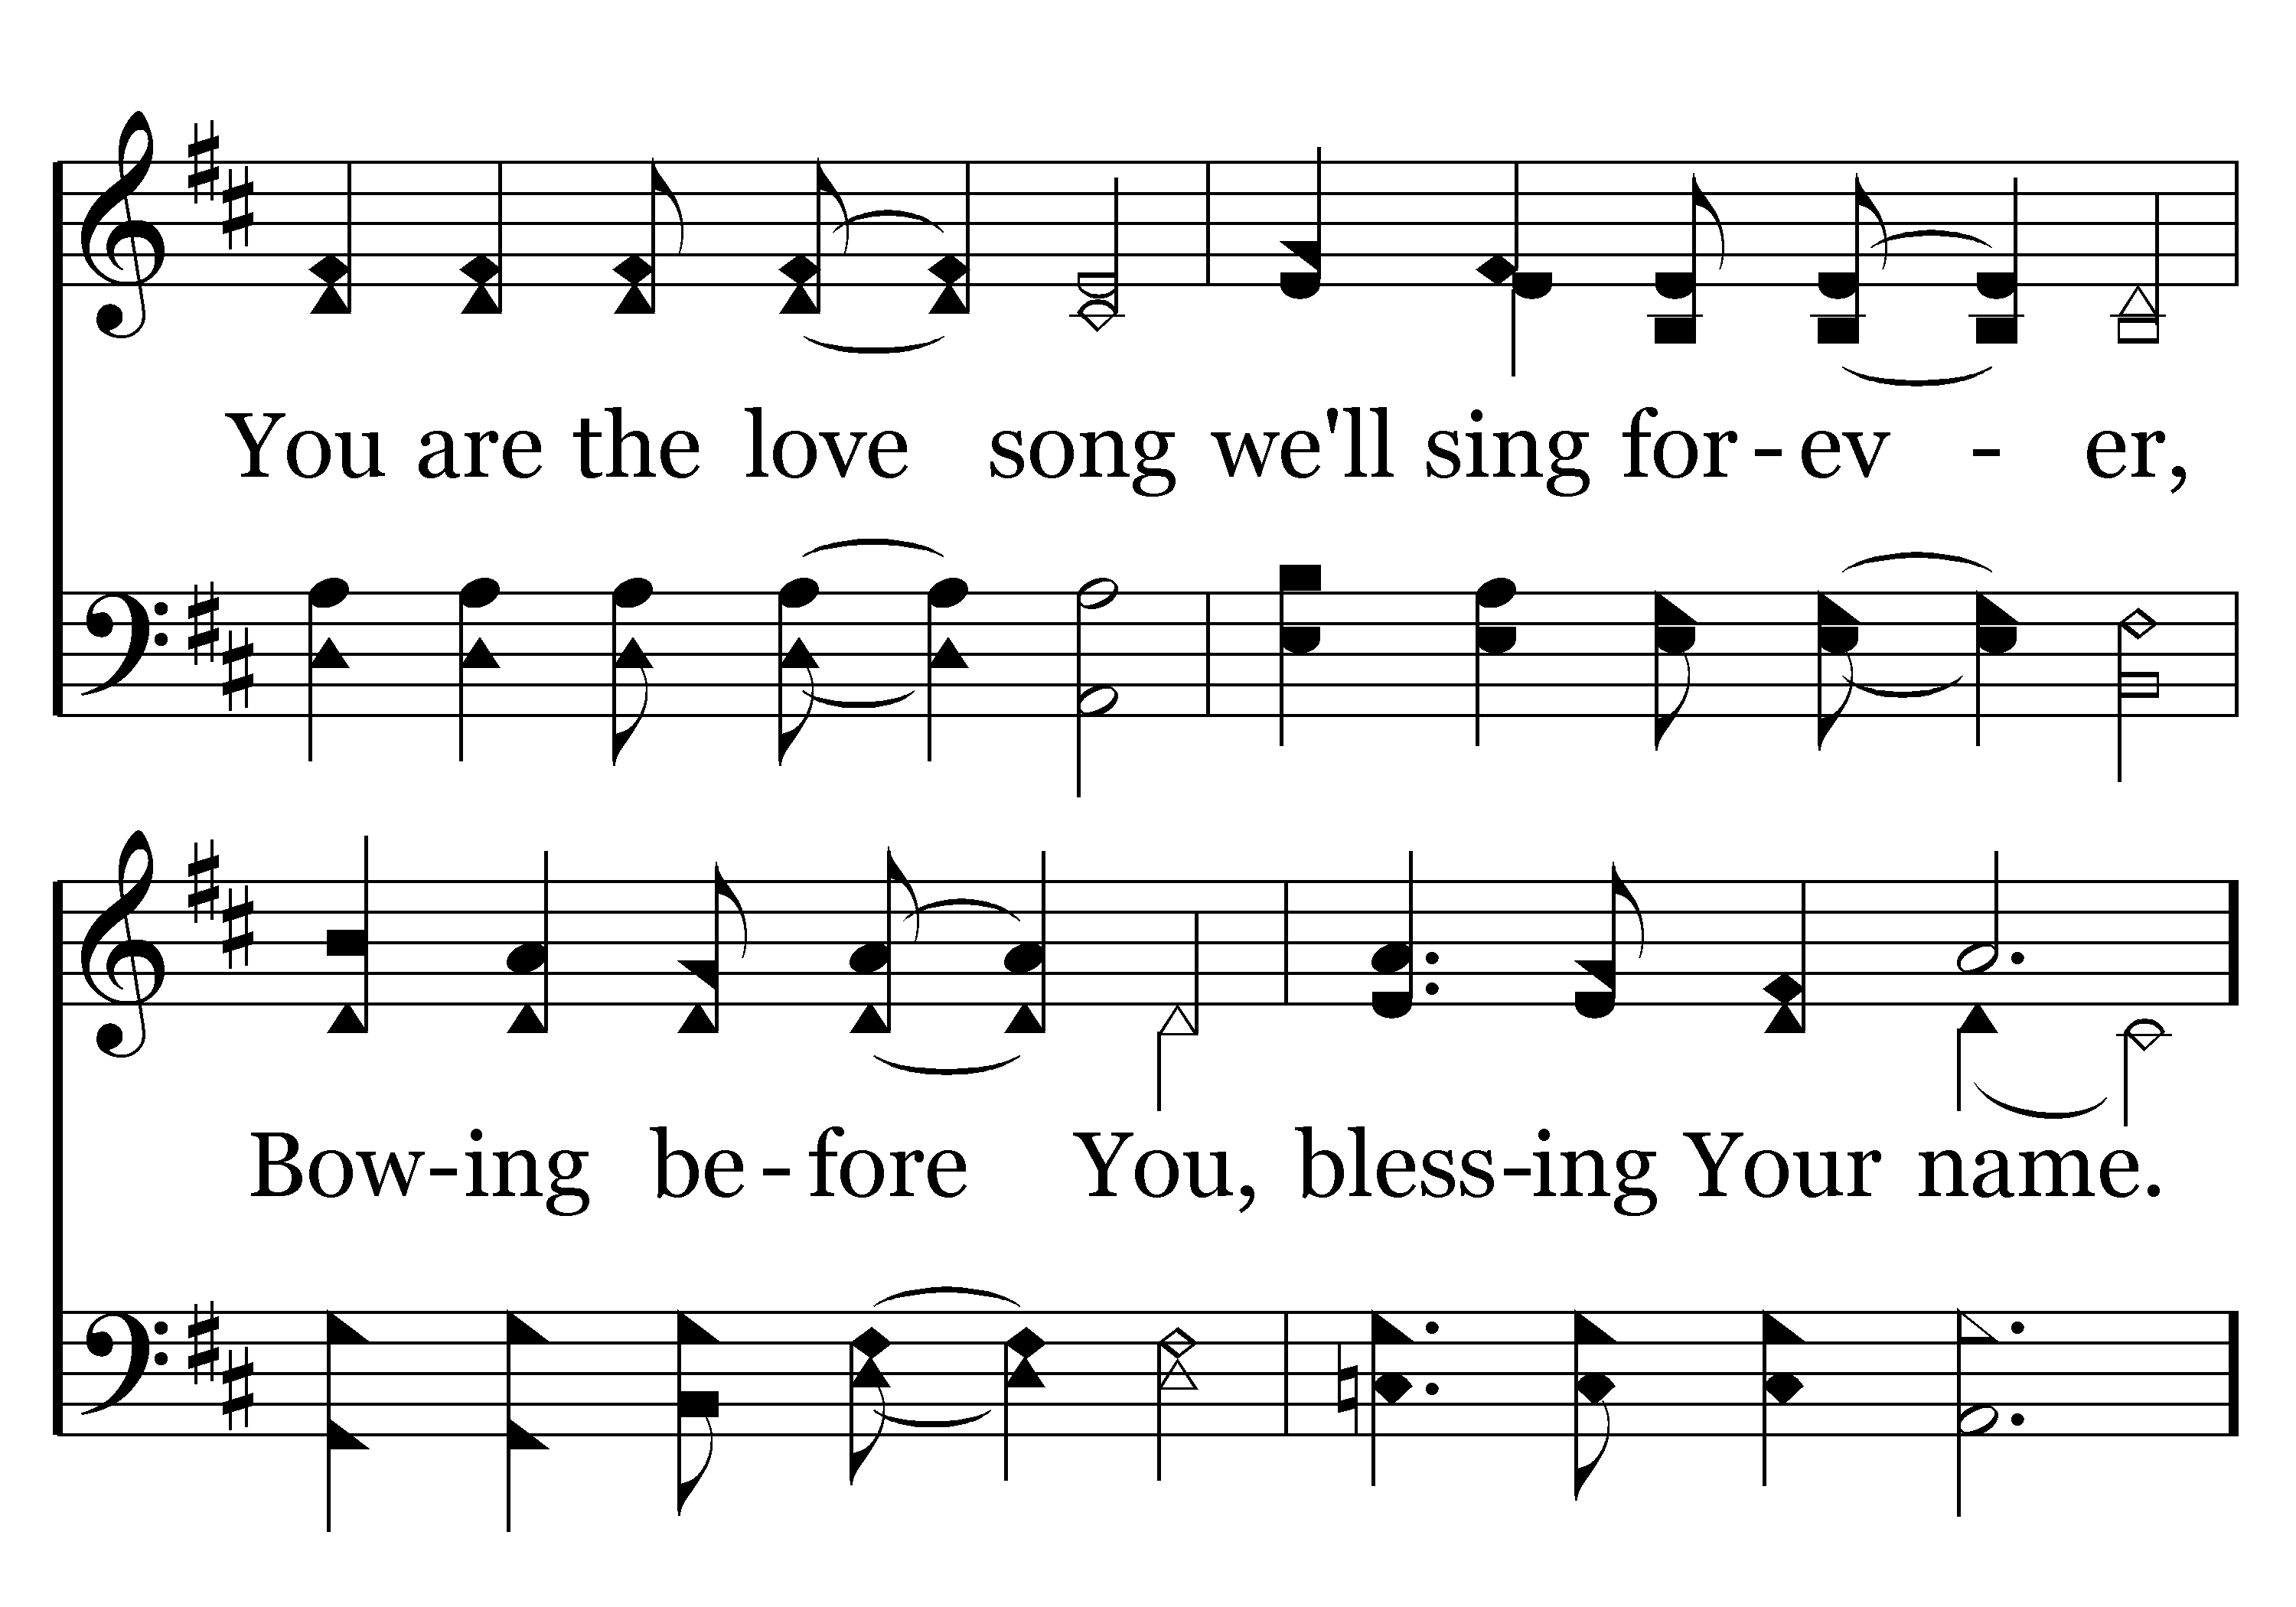 You are the love song we'll sing for-ev - er,
Bow-ing be-fore You, bless-ing Your name.